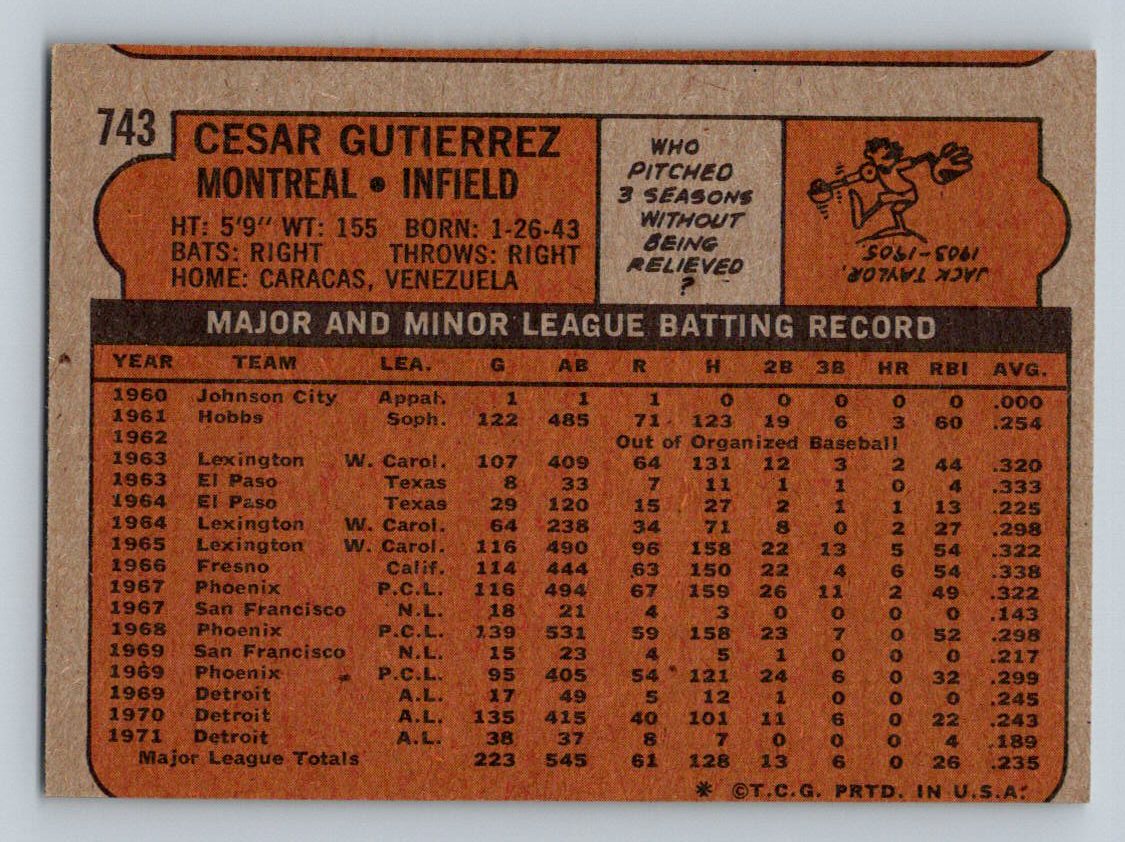 743
CESAR GUTIERREZ
MONTREAL • INFIELD
HT: 5'9" WT: 155 BORN: 1-26-43
BATS: RIGHT THROWS: RIGHT
HOME: CARACAS, VENEZUELA
WHO
PITCHED
3 SEASONS
WITHOUT
BEING
RELIEVED
?
JACK TAYLOR,
1903-1905
MAJOR AND MINOR LEAGUE BATTING RECORD
YEAR TEAM LEA. G AB R H 2B 3B HR RBI AVG.
1960 Johnson City Appal. 1 1 1 0 0 0 0 0 .000
1961 Hobbs Soph. 122 485 71 123 19 6 3 60 .254
1962 Out of Organized Baseball
1963 Lexington W. Carol. 107 409 64 131 12 3 2 44 .320
1963 El Paso Texas 8 33 7 11 1 1 0 4 .333
1964 El Paso Texas 29 120 15 27 2 1 1 13 .225
1964 Lexington W. Carol. 64 238 34 71 8 0 2 27 .298
1965 Lexington W. Carol. 116 490 96 158 22 13 5 54 .322
1966 Fresno Calif. 114 444 63 150 22 4 6 54 .338
1967 Phoenix P.C.L. 116 494 67 159 26 11 2 49 .322
1967 San Francisco N.L. 18 21 4 3 0 0 0 0 .143
1968 Phoenix P.C.L. 139 531 59 158 23 7 0 52 .298
1969 San Francisco N.L. 15 23 4 5 1 0 0 0 .217
1969 Phoenix P.C.L. 95 405 54 121 24 6 0 32 .299
1969 Detroit A.L. 17 49 5 12 1 0 0 0 .245
1970 Detroit A.L. 135 415 40 101 11 6 0 22 .243
1971 Detroit A.L. 38 37 8 7 0 0 0 4 .189
Major League Totals 223 545 61 128 13 6 0 26 .235
* ©T.C.G. PRTD. IN U.S.A.